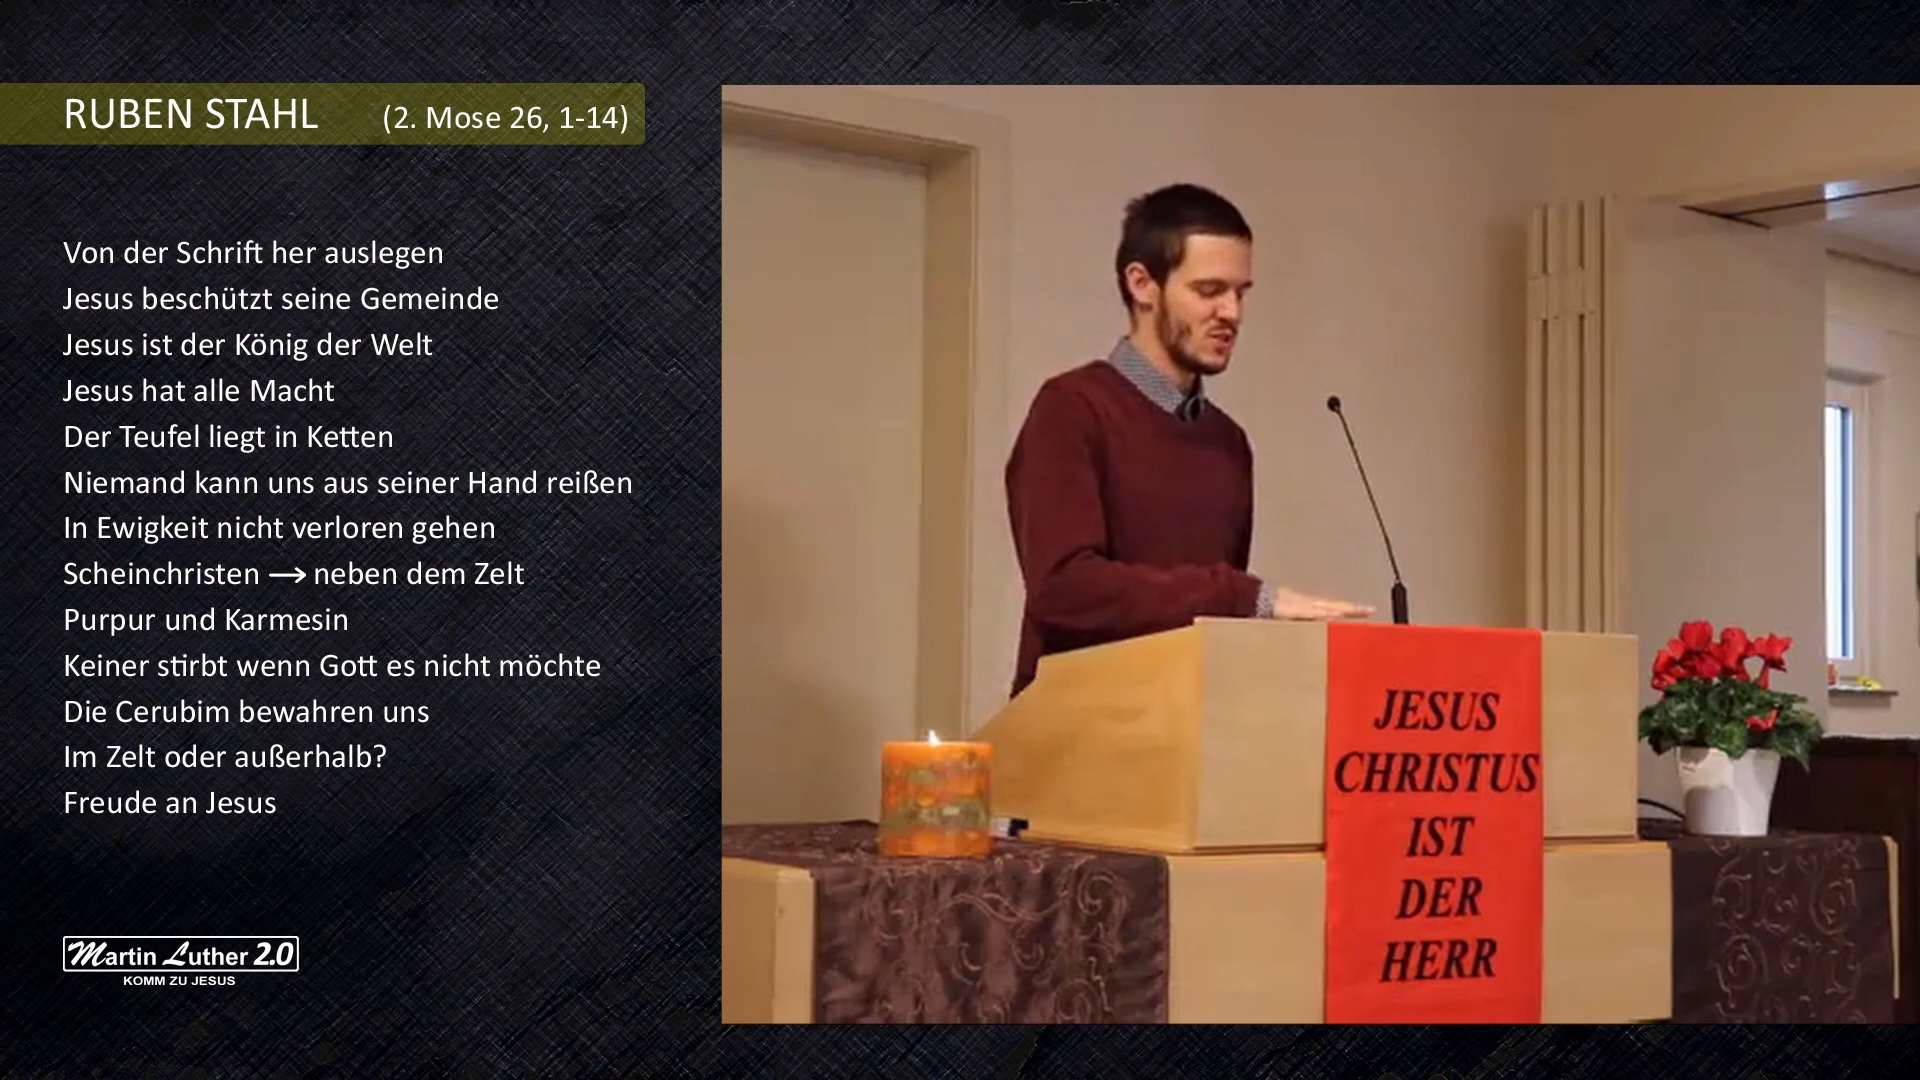 RUBEN STAHL (2. Mose 26, 1-14)
Von der Schrift her auslegen
Jesus beschützt seine Gemeinde
Jesus ist der König der Welt
Jesus hat alle Macht
Der Teufel liegt in Ketten
Niemand kann uns aus seiner Hand reißen
In Ewigkeit nicht verloren gehen
Scheinchristen → neben dem Zelt
Purpur und Karmesin
Keiner stirbt wenn Gott es nicht möchte
Die Cerubim bewahren uns
Im Zelt oder außerhalb?
Freude an Jesus
Martin Luther 2.0
KOMM ZU JESUS
JESUS
CHRISTUS
IST
DER
HERR